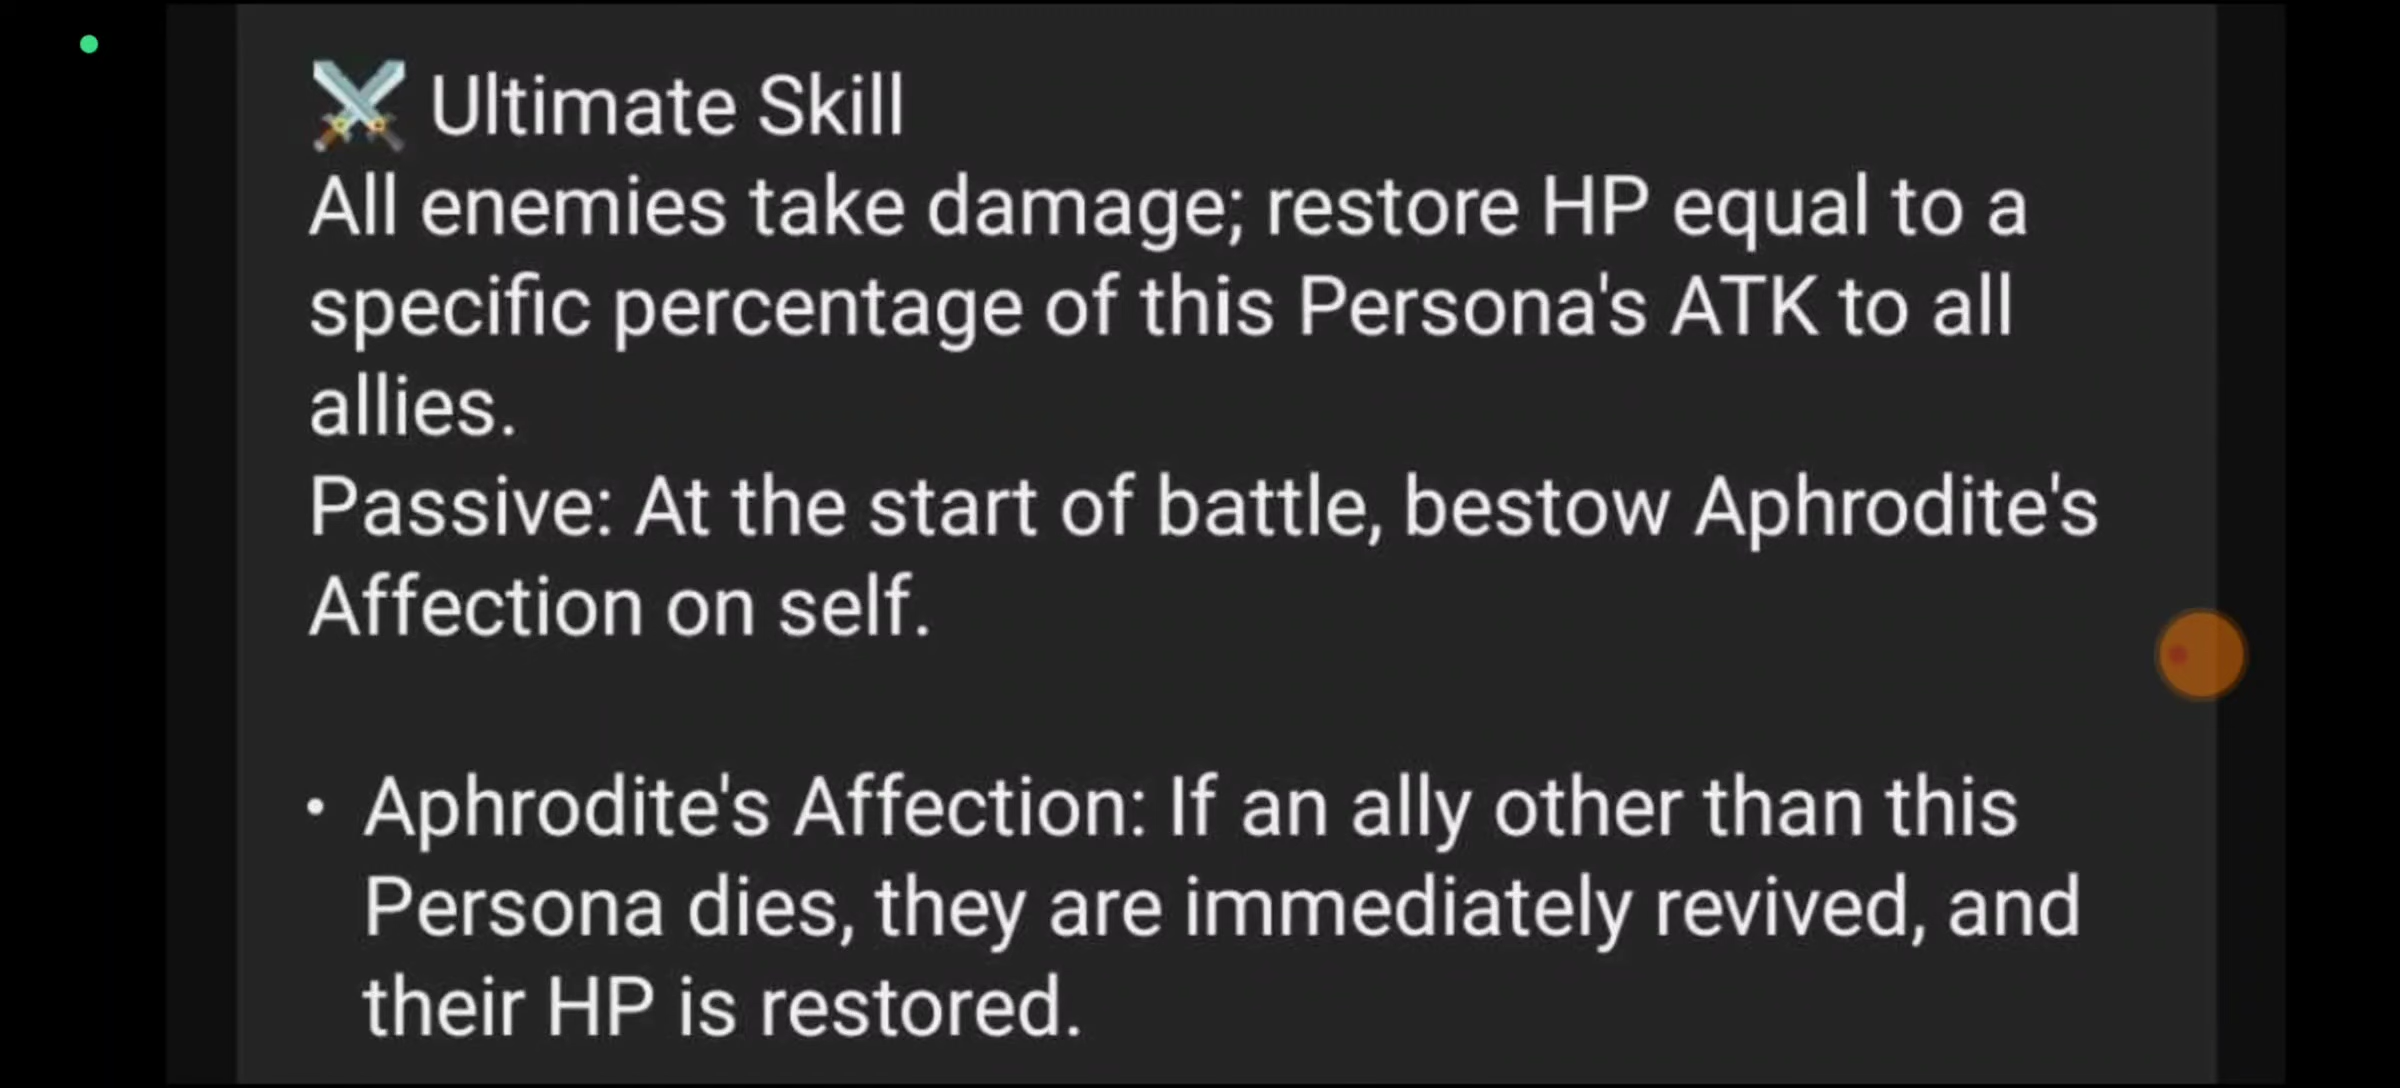 ⚔️ Ultimate Skill
All enemies take damage; restore HP equal to a
specific percentage of this Persona's ATK to all
allies.
Passive: At the start of battle, bestow Aphrodite's
Affection on self.
• Aphrodite's Affection: If an ally other than this
Persona dies, they are immediately revived, and
their HP is restored.